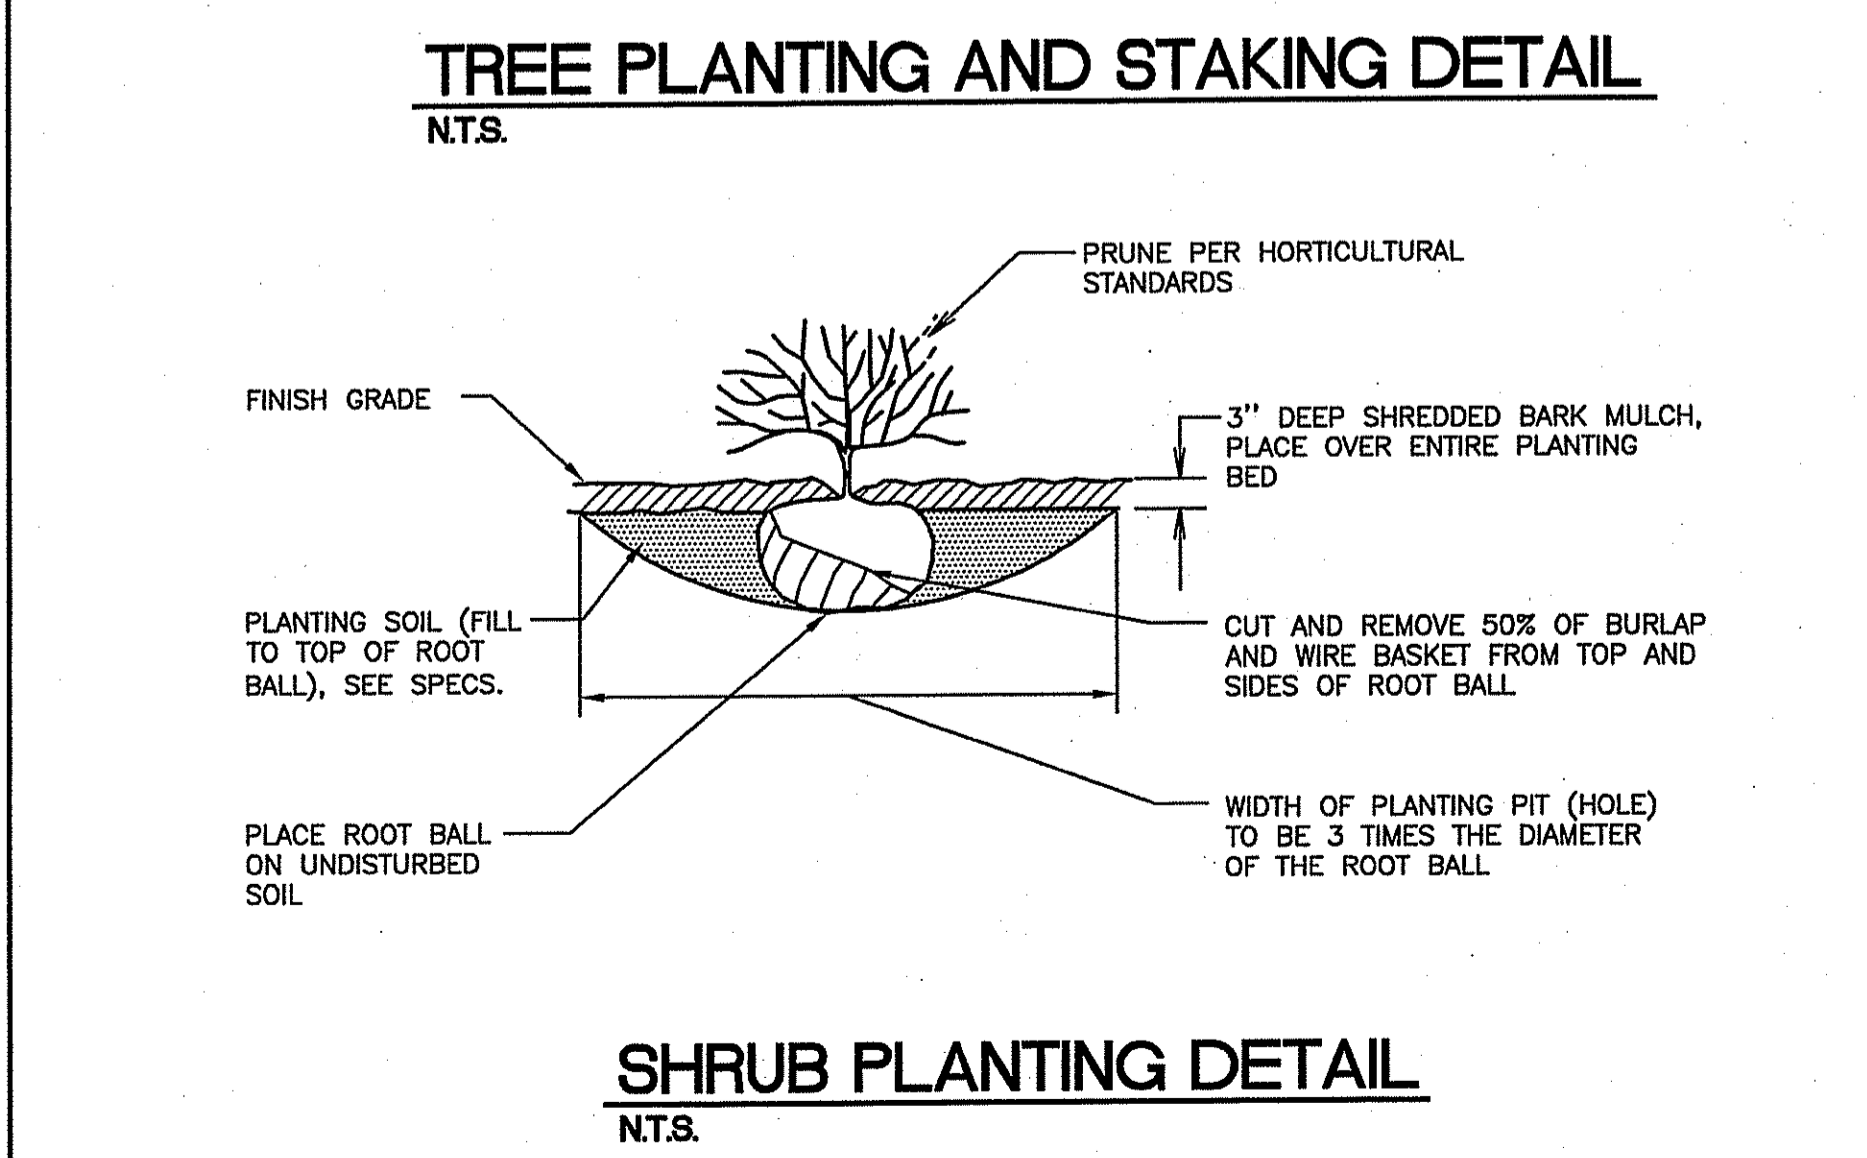 TREE PLANTING AND STAKING DETAIL
N.T.S.
PRUNE PER HORTICULTURAL
STANDARDS
FINISH GRADE
3'' DEEP SHREDDED BARK MULCH,
PLACE OVER ENTIRE PLANTING
BED
PLANTING SOIL (FILL
TO TOP OF ROOT
BALL), SEE SPECS.
CUT AND REMOVE 50% OF BURLAP
AND WIRE BASKET FROM TOP AND
SIDES OF ROOT BALL
PLACE ROOT BALL
ON UNDISTURBED
SOIL
WIDTH OF PLANTING PIT (HOLE)
TO BE 3 TIMES THE DIAMETER
OF THE ROOT BALL
SHRUB PLANTING DETAIL
N.T.S.